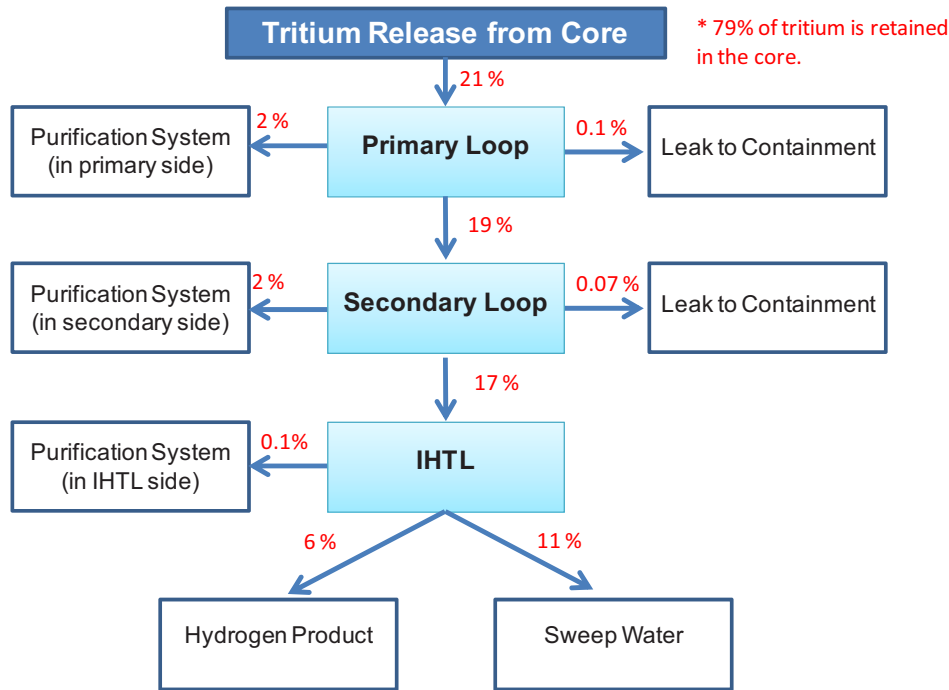 Tritium Release from Core
* 79% of tritium is retained
in the core.
21 %
Purification System
(in primary side)
2 %
Primary Loop
0.1 %
Leak to Containment
19 %
Purification System
(in secondary side)
2 %
Secondary Loop
0.07 %
Leak to Containment
17 %
Purification System
(in IHTL side)
0.1%
IHTL
6 %
11 %
Hydrogen Product
Sweep Water